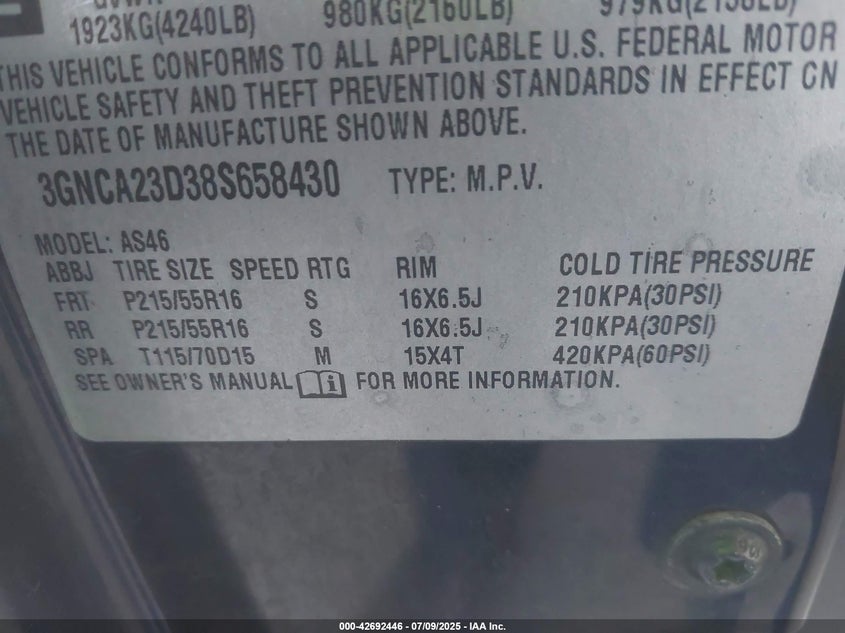 1923KG(4240LB) 980KG(2160LB)
THIS VEHICLE CONFORMS TO ALL APPLICABLE U.S. FEDERAL MOTOR
VEHICLE SAFETY AND THEFT PREVENTION STANDARDS IN EFFECT ON
THE DATE OF MANUFACTURE SHOWN ABOVE.
3GNCA23D38S658430 TYPE: M.P.V.
MODEL: AS46
ABBJ TIRE SIZE SPEED RTG RIM COLD TIRE PRESSURE
FRT P215/55R16 S 16X6.5J 210KPA(30PSI)
RR P215/55R16 S 16X6.5J 210KPA(30PSI)
SPA T115/70D15 M 15X4T 420KPA(60PSI)
SEE OWNER'S MANUAL i FOR MORE INFORMATION.
000-42692446 - 07/09/2025 - IAA Inc.